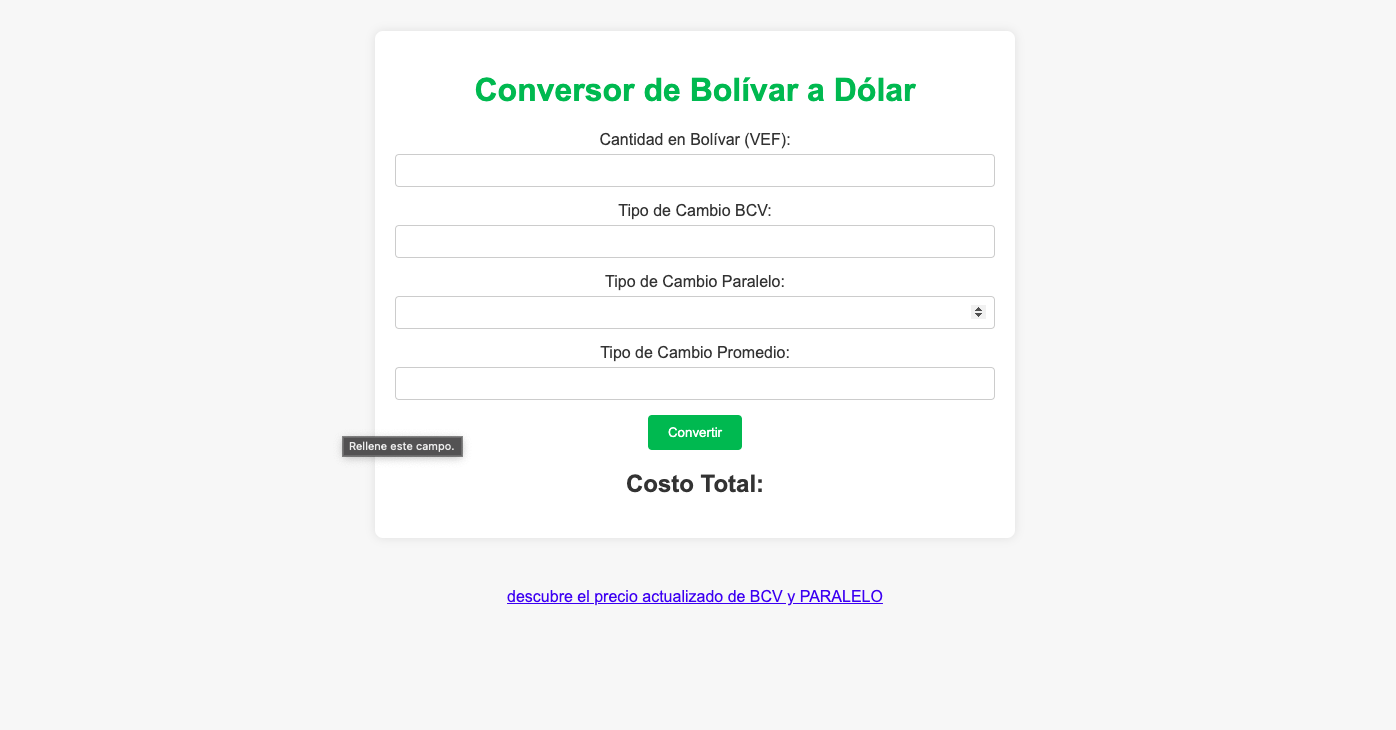 Conversor de Bolívar a Dólar
Cantidad en Bolívar (VEF):
Tipo de Cambio BCV:
Tipo de Cambio Paralelo:
Tipo de Cambio Promedio:
Convertir
Rellene este campo.
Costo Total:
descubre el precio actualizado de BCV y PARALELO